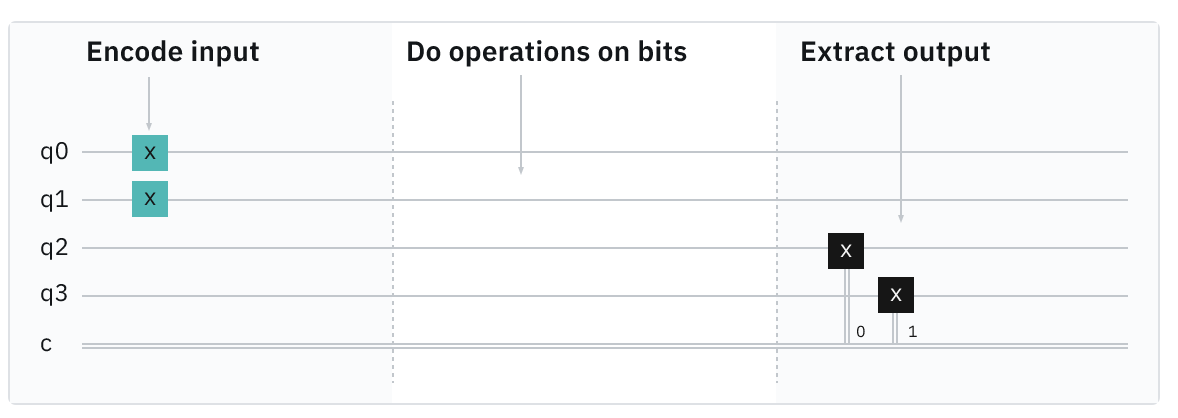 Encode input
Do operations on bits
Extract output
q0
X
q1
X
q2
X
q3
X
0
1
c